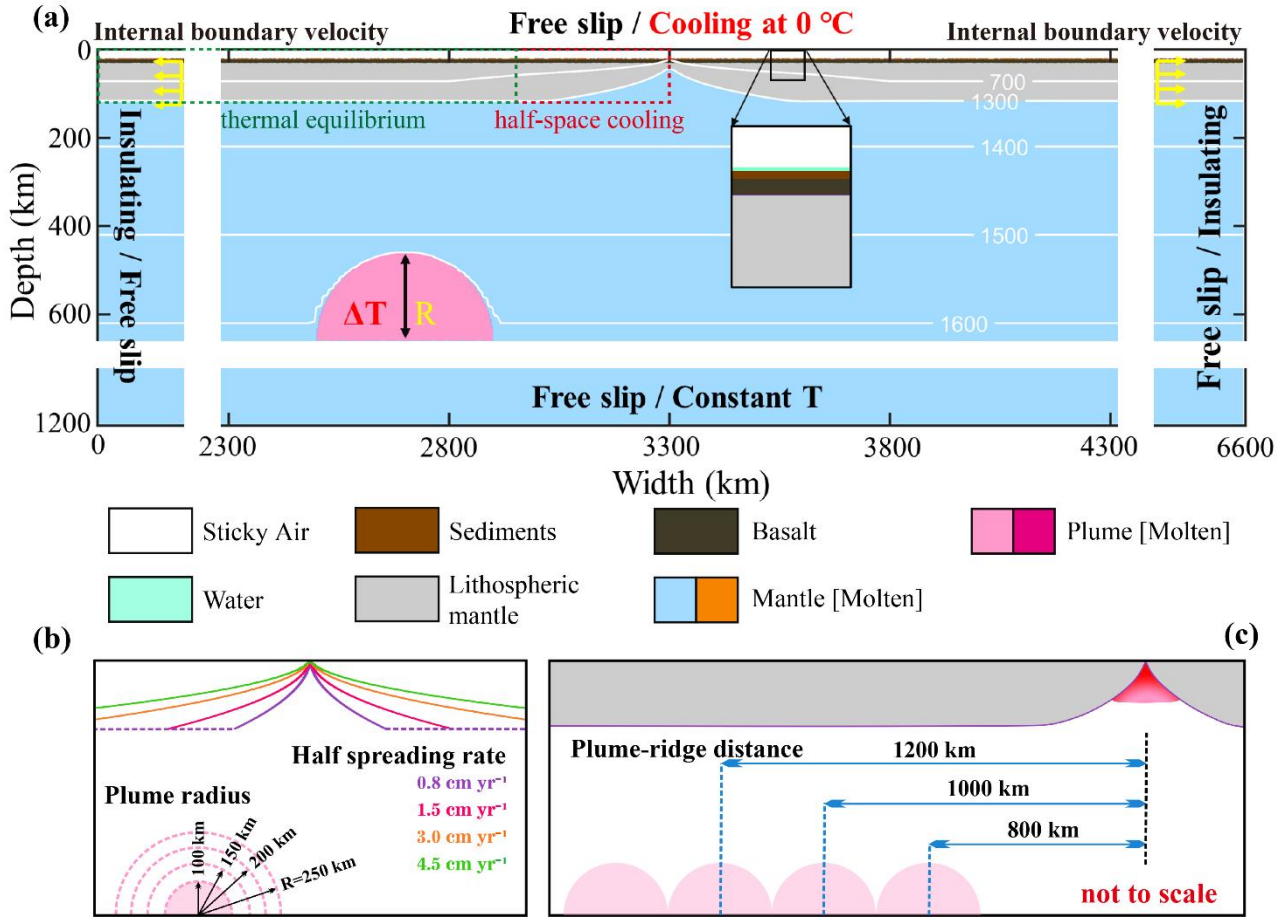 (a)
Free slip / Cooling at 0 °C
Internal boundary velocity
Internal boundary velocity
0
200
400
600
1200
Depth (km)
Insulating / Free slip
Free slip / Insulating
thermal equilibrium
half-space cooling
700
1300
1400
1500
1600
ΔT
R
Free slip / Constant T
0
2300
2800
3300
3800
4300
6600
Width (km)
Sticky Air
Sediments
Basalt
Plume [Molten]
Water
Lithospheric
mantle
Mantle [Molten]
(b)
Half spreading rate
0.8 cm yr⁻¹
1.5 cm yr⁻¹
3.0 cm yr⁻¹
4.5 cm yr⁻¹
Plume radius
100 km
150 km
200 km
R=250 km
(c)
Plume-ridge distance
1200 km
1000 km
800 km
not to scale